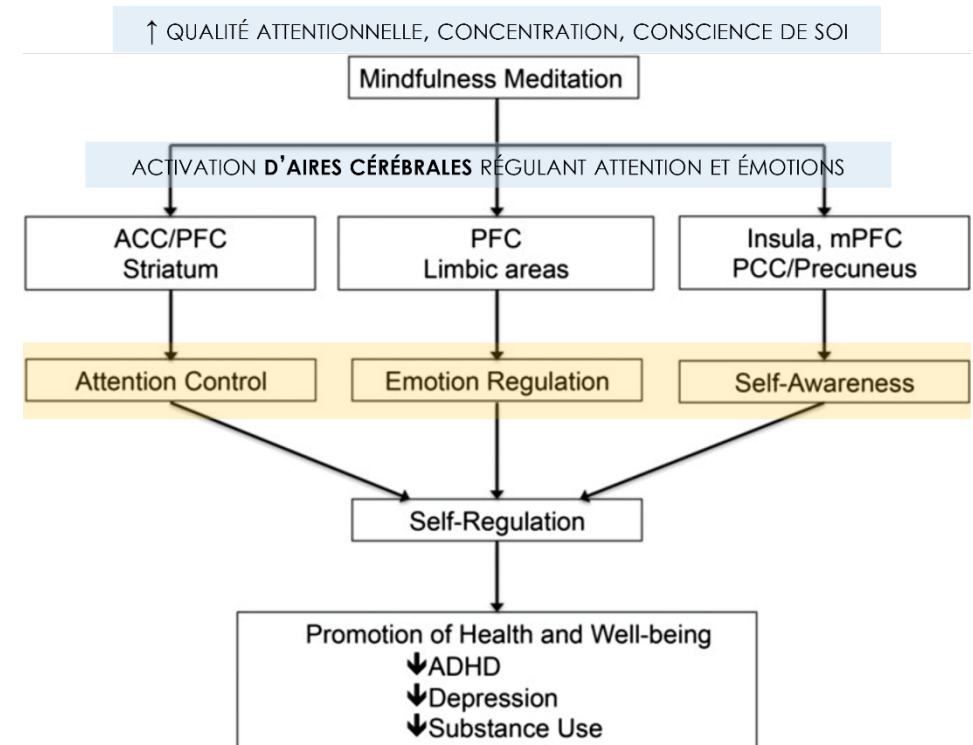 ↑ QUALITÉ ATTENTIONNELLE, CONCENTRATION, CONSCIENCE DE SOI
Mindfulness Meditation
ACTIVATION D'AIRES CÉRÉBRALES RÉGULANT ATTENTION ET ÉMOTIONS
ACC/PFC
Striatum
PFC
Limbic areas
Insula, mPFC
PCC/Precuneus
Attention Control
Emotion Regulation
Self-Awareness
Self-Regulation
Promotion of Health and Well-being
↓ADHD
↓Depression
↓Substance Use